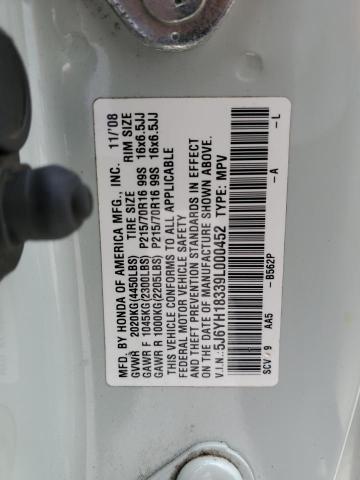 MFD. BY HONDA OF AMERICA MFG., INC. 11/'08
GVWR 2020KG(4450LBS) TIRE SIZE RIM SIZE
GAWR F 1045KG(2300LBS) P215/70R16 99S 16x6.5JJ
GAWR R 1000KG(2205LBS) P215/70R16 99S 16x6.5JJ
THIS VEHICLE CONFORMS TO ALL APPLICABLE
FEDERAL MOTOR VEHICLE SAFETY
AND THEFT PREVENTION STANDARDS IN EFFECT
ON THE DATE OF MANUFACTURE SHOWN ABOVE.
V.I.N.: 5J6YH18339L000452 TYPE: MPV
-B562P -A -L
SCV 9 AA5